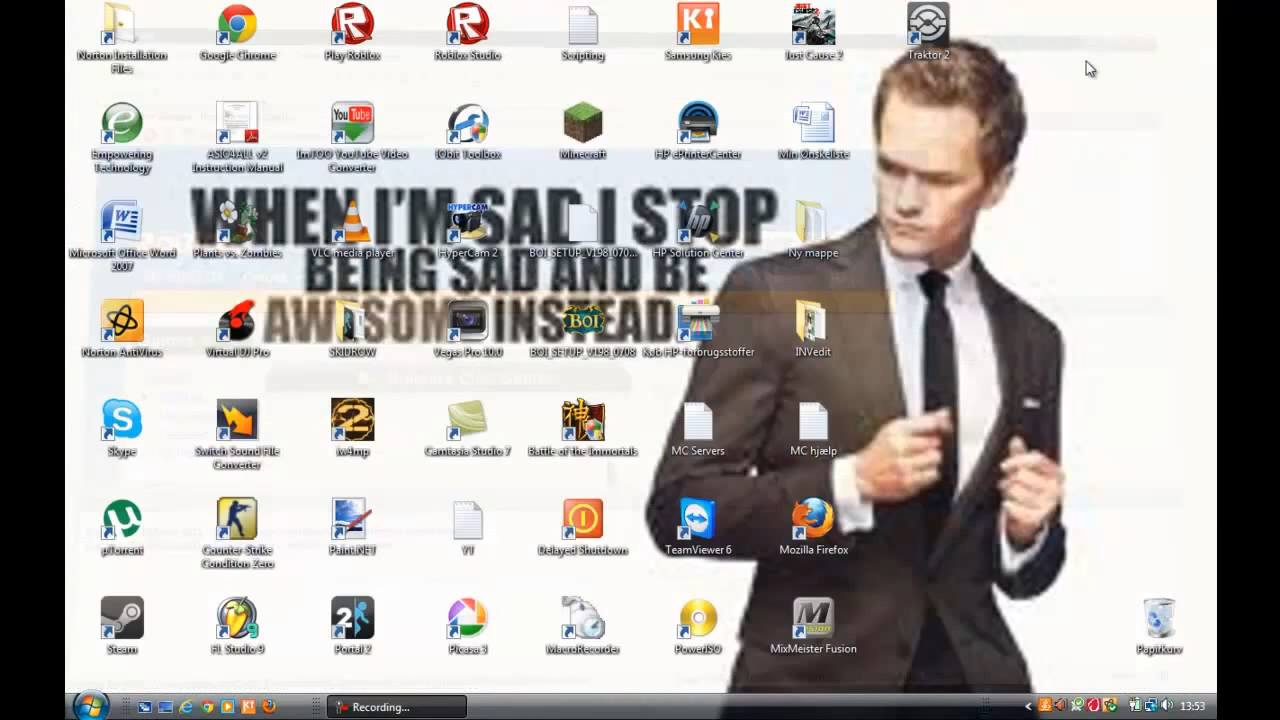 Norton Installation Files
Google Chrome
Play Roblox
Roblox Studio
Scripting
Samsung Kies
Just Cause 2
Traktor 2
Empowering Technology
ASIO4ALL v2 Instruction Manual
ImTOO YouTube Video Converter
IObit Toolbox
Minecraft
HP ePrinterCenter
Min Ønskeliste
WHEN I'M SAD I STOP
BEING SAD AND BE
AWESOME INSTEAD
Microsoft Office Word 2007
Plants vs. Zombies
VLC media player
HyperCam 2
BOI_SETUP_V198_070...
HP Solution Center
Ny mappe
Norton AntiVirus
Virtual DJ Pro
SKIDROW
Vegas Pro 10.0
BOI_SETUP_V198_0708
Køb HP-forbrugsstoffer
INVedit
Skype
Switch Sound File Converter
iw4mp
Camtasia Studio 7
Battle of the Immortals
MC Servers
MC hjælp
µTorrent
Counter-Strike Condition Zero
Paint.NET
YT
Delayed Shutdown
TeamViewer 6
Mozilla Firefox
Steam
FL Studio 9
Portal 2
Picasa 3
MacroRecorder
PowerISO
MixMeister Fusion
Papirkurv
Recording...
13:53